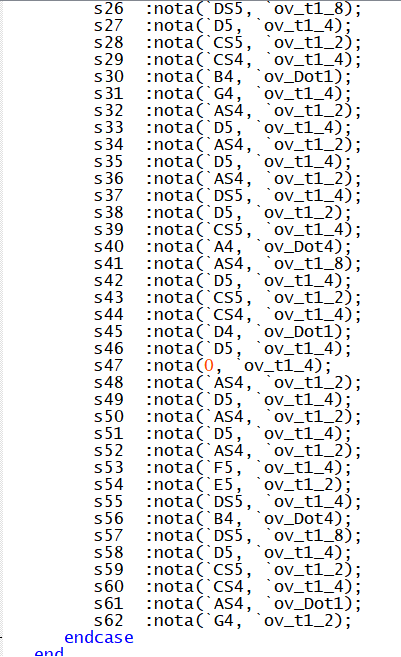 s26 :nota(`DS5, `ov_t1_8);
s27 :nota(`D5, `ov_t1_4);
s28 :nota(`CS5, `ov_t1_2);
s29 :nota(`CS4, `ov_t1_4);
s30 :nota(`B4, `ov_Dot1);
s31 :nota(`G4, `ov_t1_4);
s32 :nota(`AS4, `ov_t1_2);
s33 :nota(`D5, `ov_t1_4);
s34 :nota(`AS4, `ov_t1_2);
s35 :nota(`D5, `ov_t1_4);
s36 :nota(`AS4, `ov_t1_2);
s37 :nota(`DS5, `ov_t1_4);
s38 :nota(`D5, `ov_t1_2);
s39 :nota(`CS5, `ov_t1_4);
s40 :nota(`A4, `ov_Dot4);
s41 :nota(`AS4, `ov_t1_8);
s42 :nota(`D5, `ov_t1_4);
s43 :nota(`CS5, `ov_t1_2);
s44 :nota(`CS4, `ov_t1_4);
s45 :nota(`D4, `ov_Dot1);
s46 :nota(`D5, `ov_t1_4);
s47 :nota(0, `ov_t1_4);
s48 :nota(`AS4, `ov_t1_2);
s49 :nota(`D5, `ov_t1_4);
s50 :nota(`AS4, `ov_t1_2);
s51 :nota(`D5, `ov_t1_4);
s52 :nota(`AS4, `ov_t1_2);
s53 :nota(`F5, `ov_t1_4);
s54 :nota(`E5, `ov_t1_2);
s55 :nota(`DS5, `ov_t1_4);
s56 :nota(`B4, `ov_Dot4);
s57 :nota(`DS5, `ov_t1_8);
s58 :nota(`D5, `ov_t1_4);
s59 :nota(`CS5, `ov_t1_2);
s60 :nota(`CS4, `ov_t1_4);
s61 :nota(`AS4, `ov_Dot1);
s62 :nota(`G4, `ov_t1_2);
endcase
end